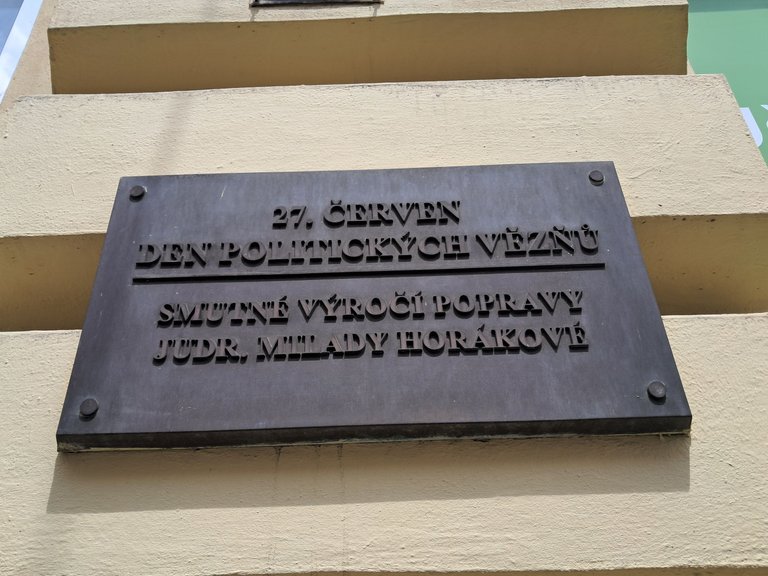 27. ČERVEN
DEN POLITICKÝCH VĚZŇŮ
SMUTNÉ VÝROČÍ POPRAVY
JUDR. MILADY HORÁKOVÉ